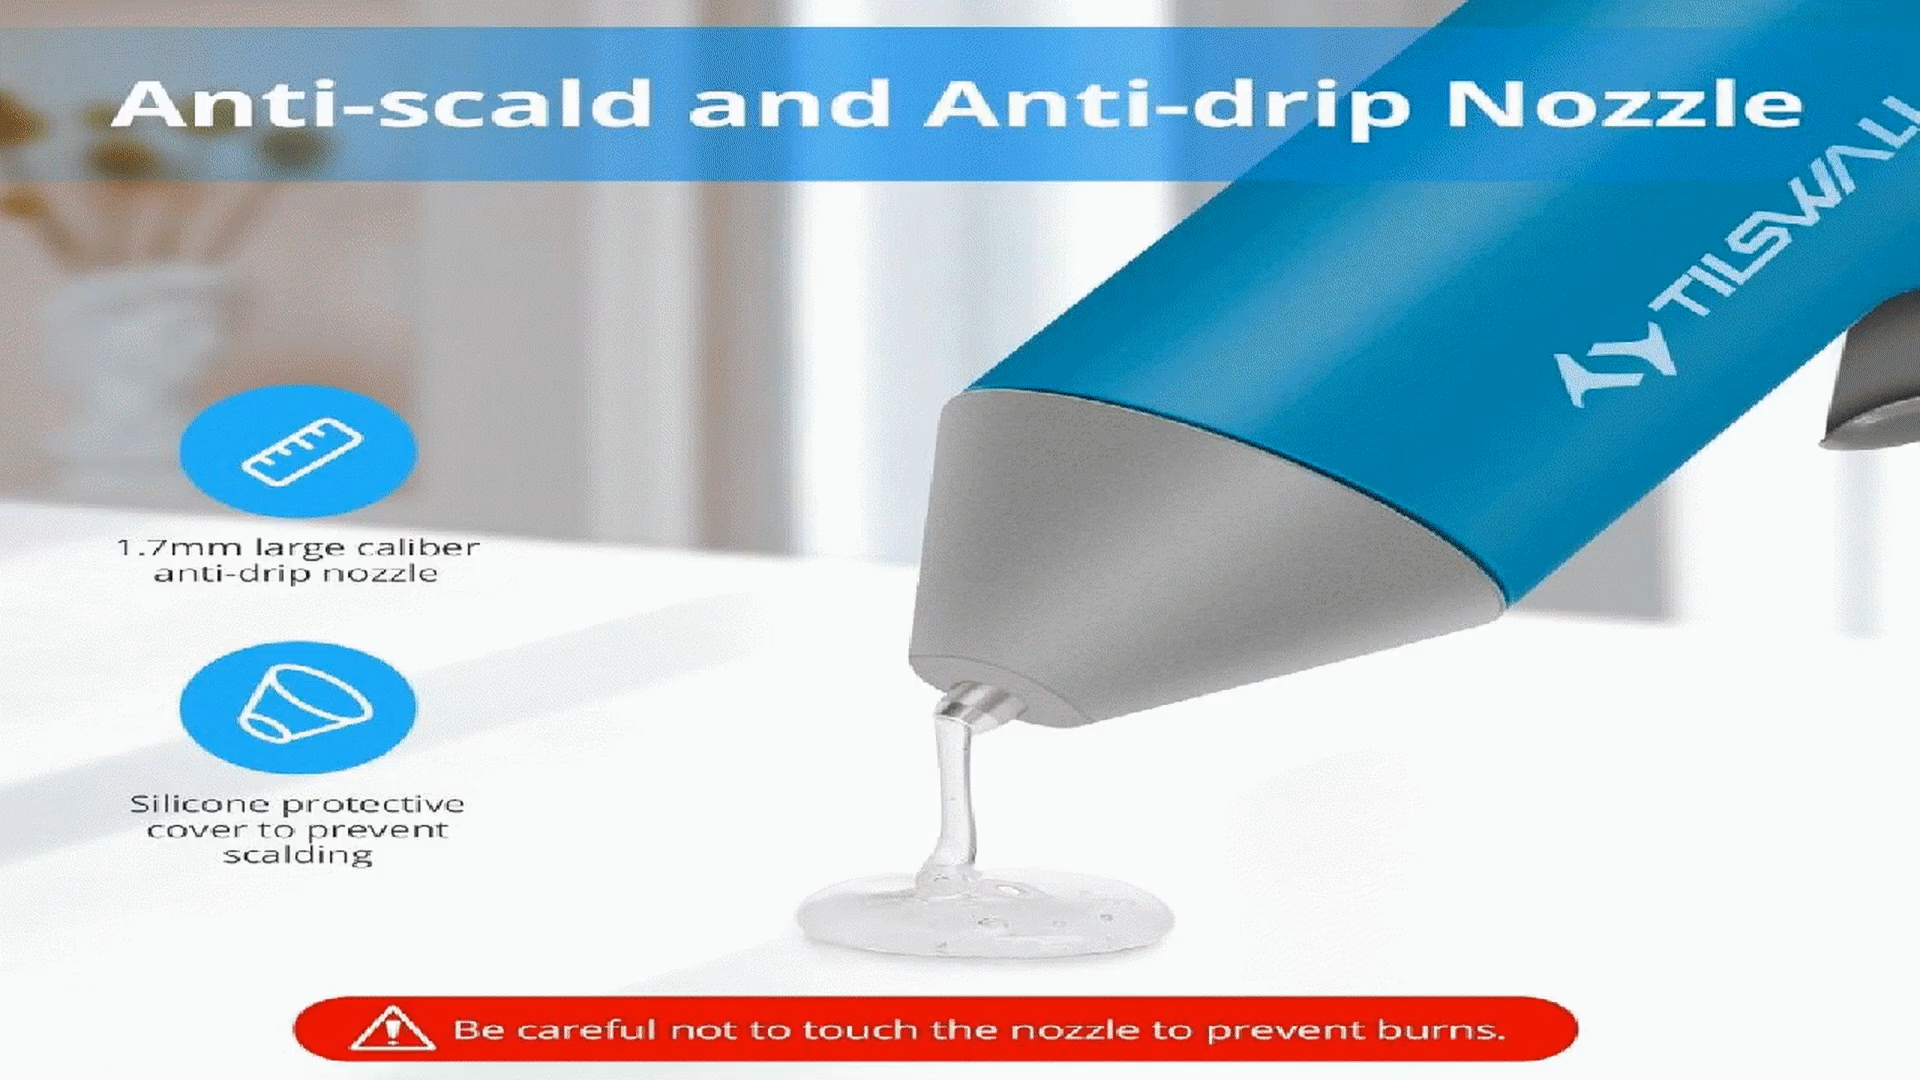 Anti-scald and Anti-drip Nozzle
TILSWALL
1.7mm large caliber
anti-drip nozzle
Silicone protective
cover to prevent
scalding
Be careful not to touch the nozzle to prevent burns.